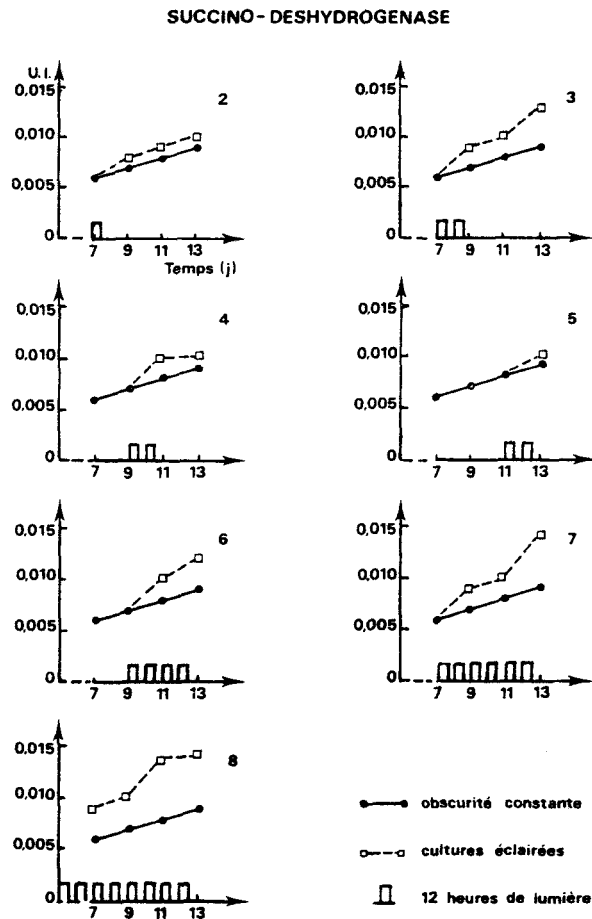 SUCCINO-DESHYDROGENASE
U.I.
2
0,015
0,010
0,005
0
7 9 11 13
Temps (j)
3
0,015
0,010
0,005
0
7 9 11 13
4
0,015
0,010
0,005
0
7 9 11 13
5
0,015
0,010
0,005
0
7 9 11 13
6
0,015
0,010
0,005
0
7 9 11 13
7
0,015
0,010
0,005
0
7 9 11 13
8
0,015
0,010
0,005
0
7 9 11 13
obscurité constante
cultures éclairées
12 heures de lumière